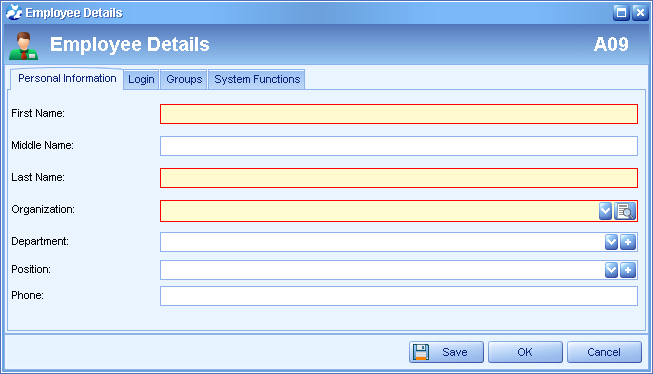 Employee Details
Employee Details A09
Personal Information Login Groups System Functions
First Name:
Middle Name:
Last Name:
Organization:
Department:
Position:
Phone:
Save OK Cancel